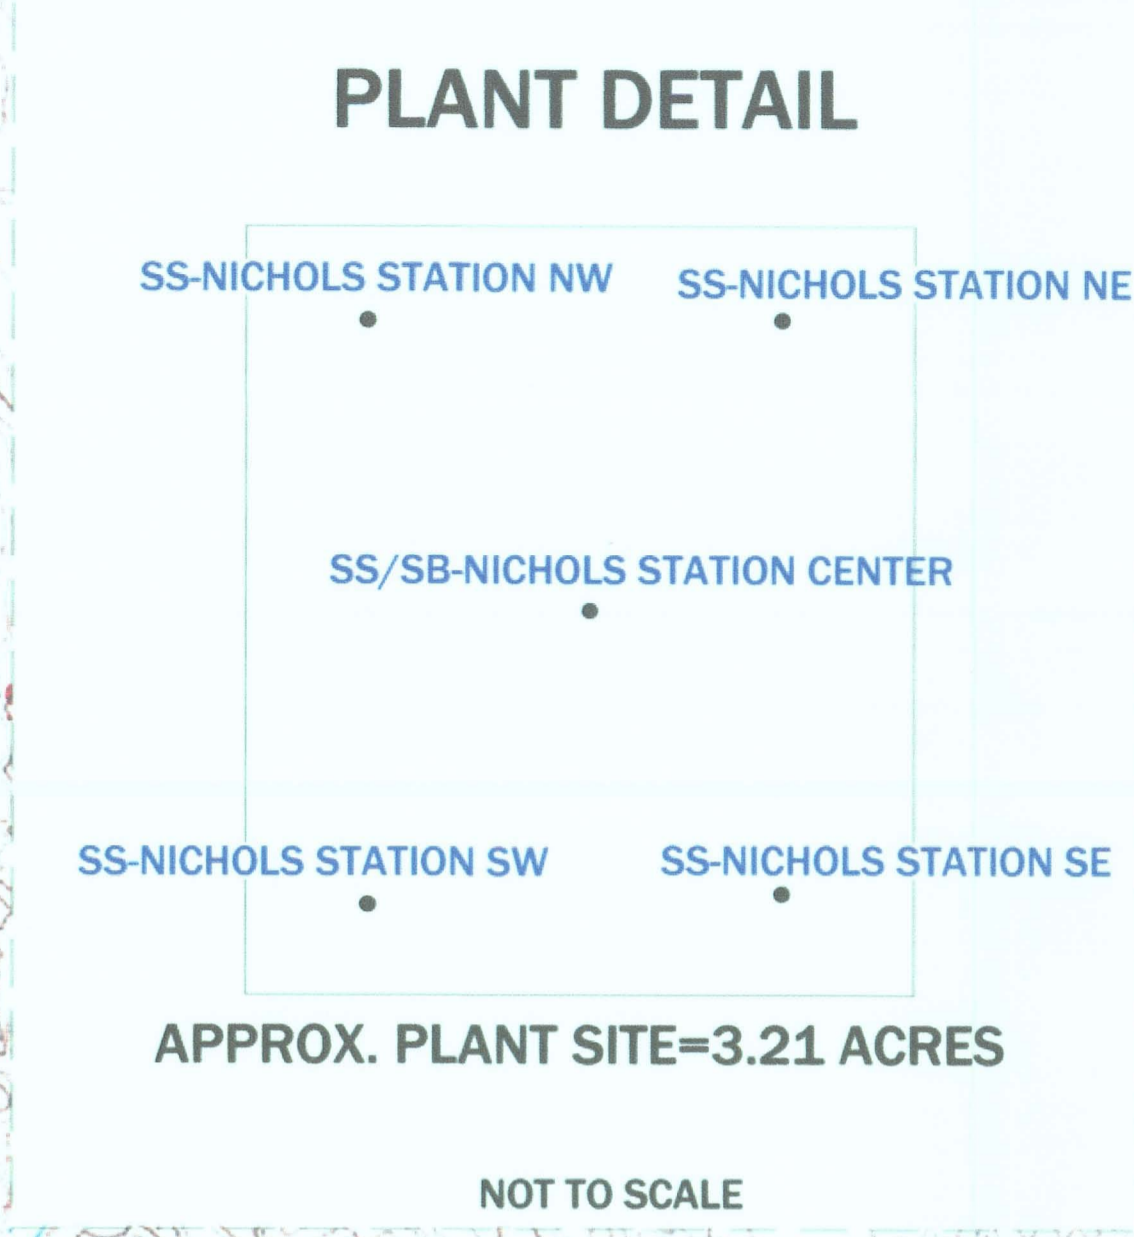 PLANT DETAIL
SS-NICHOLS STATION NW
SS-NICHOLS STATION NE
SS/SB-NICHOLS STATION CENTER
SS-NICHOLS STATION SW
SS-NICHOLS STATION SE
APPROX. PLANT SITE=3.21 ACRES
NOT TO SCALE